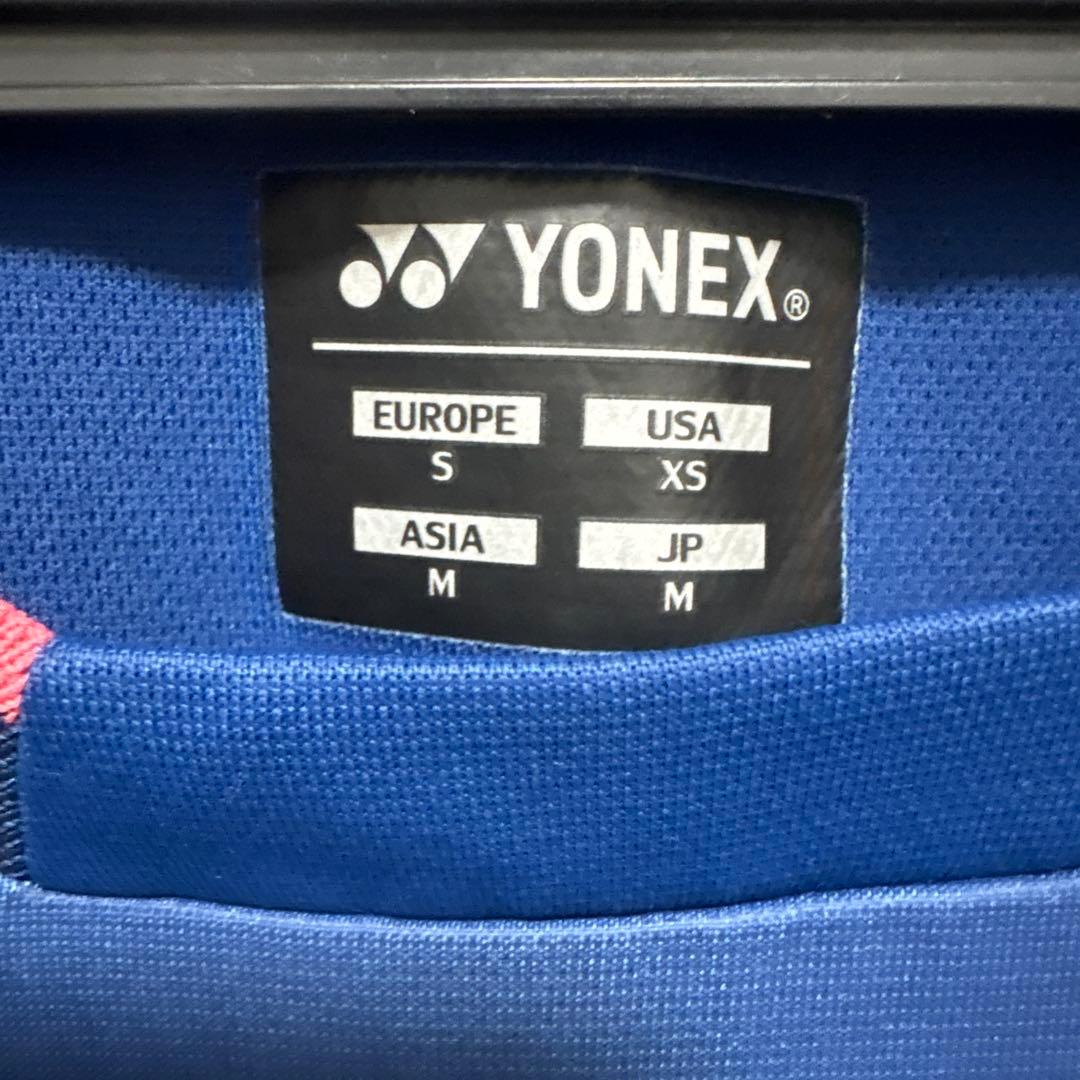 YONEX®
EUROPE USA
S XS
ASIA JP
M M